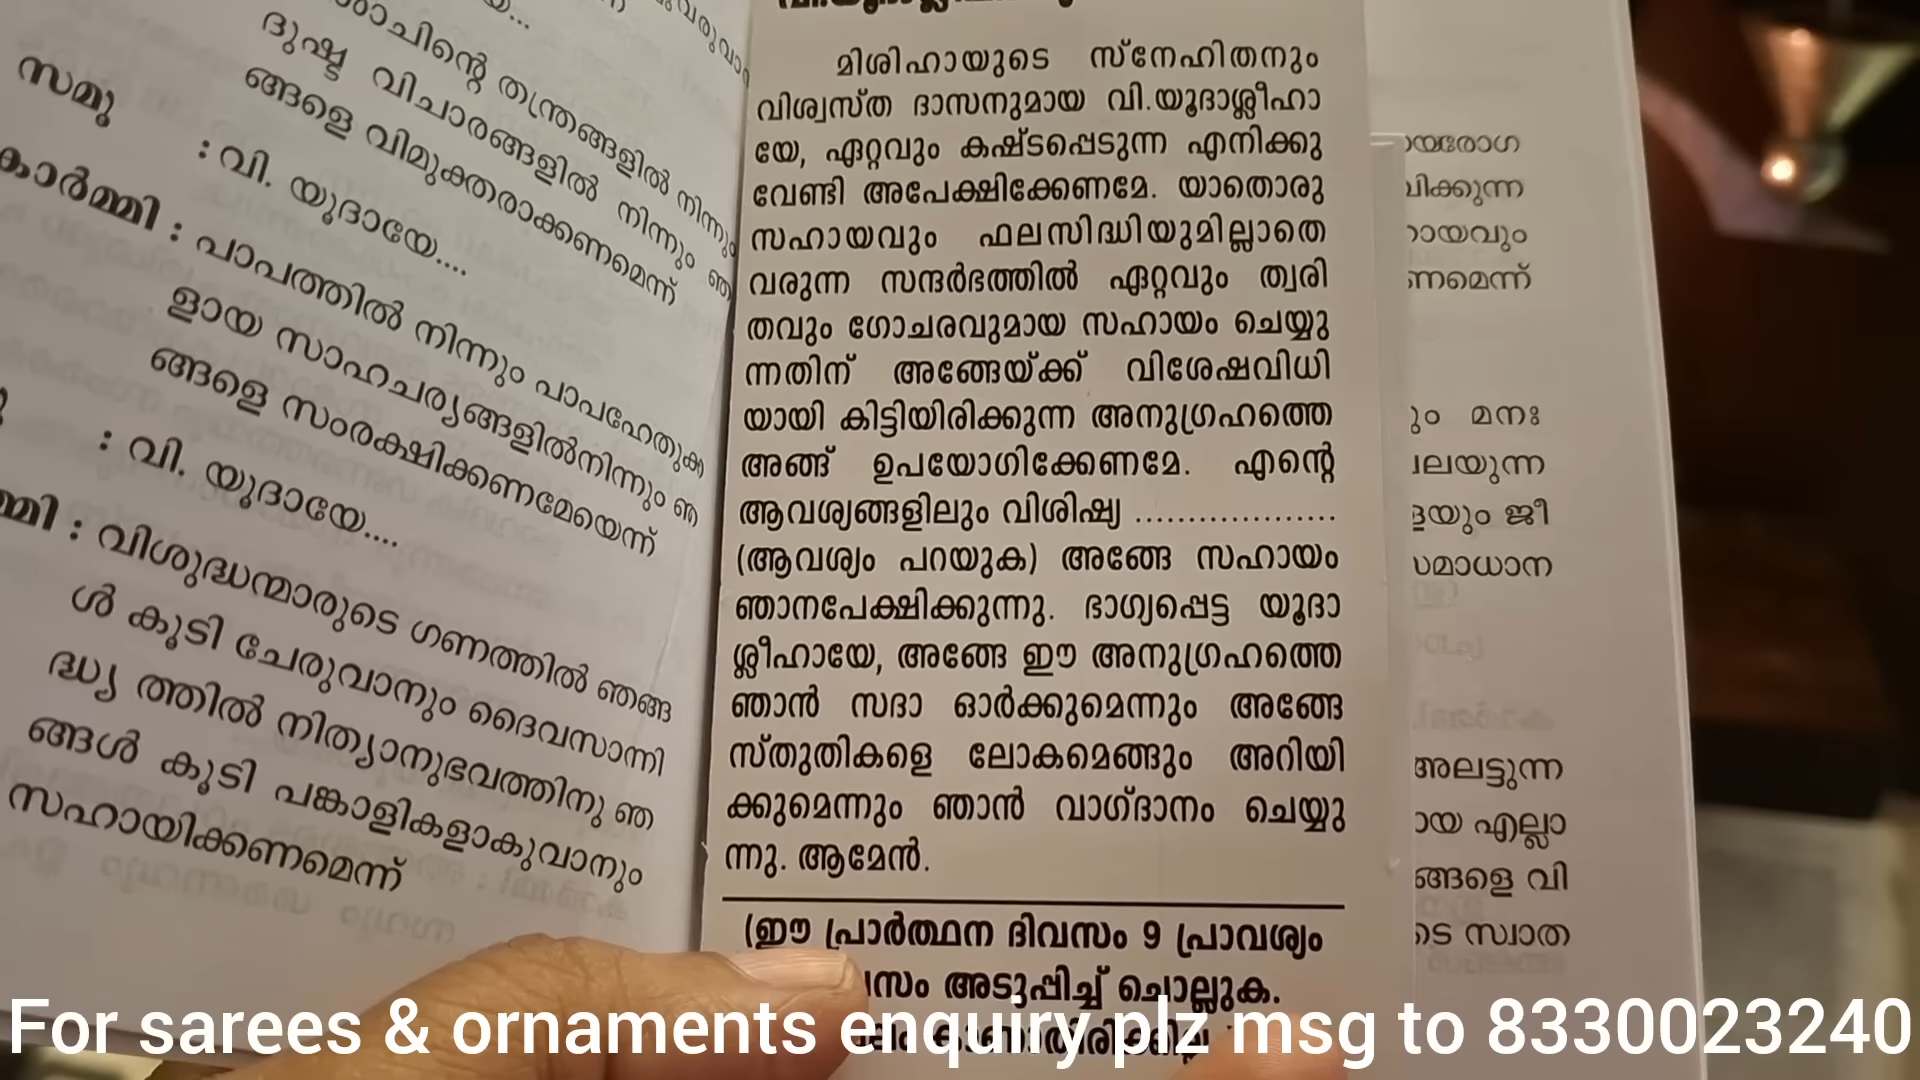 ദുഷ്ട വിചാരങ്ങളിൽ നിന്നും ഞ
ങ്ങളെ വിമുക്തരാക്കണമെന്ന്
സമൂ : വി. യൂദായേ....
കാർമ്മി : പാപത്തിൽ നിന്നും പാപഹേതുക
ളായ സാഹചര്യങ്ങളിൽനിന്നും ഞ
ങ്ങളെ സംരക്ഷിക്കണമേയെന്ന്
: വി. യൂദായേ....
മ്മി : വിശുദ്ധന്മാരുടെ ഗണത്തിൽ ഞങ്ങ
ൾ കൂടി ചേരുവാനും ദൈവസാന്നി
ദ്ധ്യ ത്തിൽ നിത്യാനുഭവത്തിനു ഞ
ങ്ങൾ കൂടി പങ്കാളികളാകുവാനും
സഹായിക്കണമെന്ന്
മിശിഹായുടെ സ്നേഹിതനും
വിശ്വസ്ത ദാസനുമായ വി.യൂദാശ്ലീഹാ
യേ, ഏറ്റവും കഷ്ടപ്പെടുന്ന എനിക്കു
വേണ്ടി അപേക്ഷിക്കേണമേ. യാതൊരു
സഹായവും ഫലസിദ്ധിയുമില്ലാതെ
വരുന്ന സന്ദർഭത്തിൽ ഏറ്റവും ത്വരി
തവും ഗോചരവുമായ സഹായം ചെയ്യു
ന്നതിന് അങ്ങേയ്ക്ക് വിശേഷവിധി
യായി കിട്ടിയിരിക്കുന്ന അനുഗ്രഹത്തെ
അങ്ങ് ഉപയോഗിക്കേണമേ. എന്റെ
ആവശ്യങ്ങളിലും വിശിഷ്യ ...................
(ആവശ്യം പറയുക) അങ്ങേ സഹായം
ഞാനപേക്ഷിക്കുന്നു. ഭാഗ്യപ്പെട്ട യൂദാ
ശ്ലീഹായേ, അങ്ങേ ഈ അനുഗ്രഹത്തെ
ഞാൻ സദാ ഓർക്കുമെന്നും അങ്ങേ
സ്തുതികളെ ലോകമെങ്ങും അറിയി
ക്കുമെന്നും ഞാൻ വാഗ്ദാനം ചെയ്യു
ന്നു. ആമേൻ.
(ഈ പ്രാർത്ഥന ദിവസം 9 പ്രാവശ്യം
അടുപ്പിച്ച് ചൊല്ലുക.
മനഃ
ജീ
എല്ലാ
ങ്ങളെ വി
സ്വാത
For sarees & ornaments enquiry plz msg to 8330023240